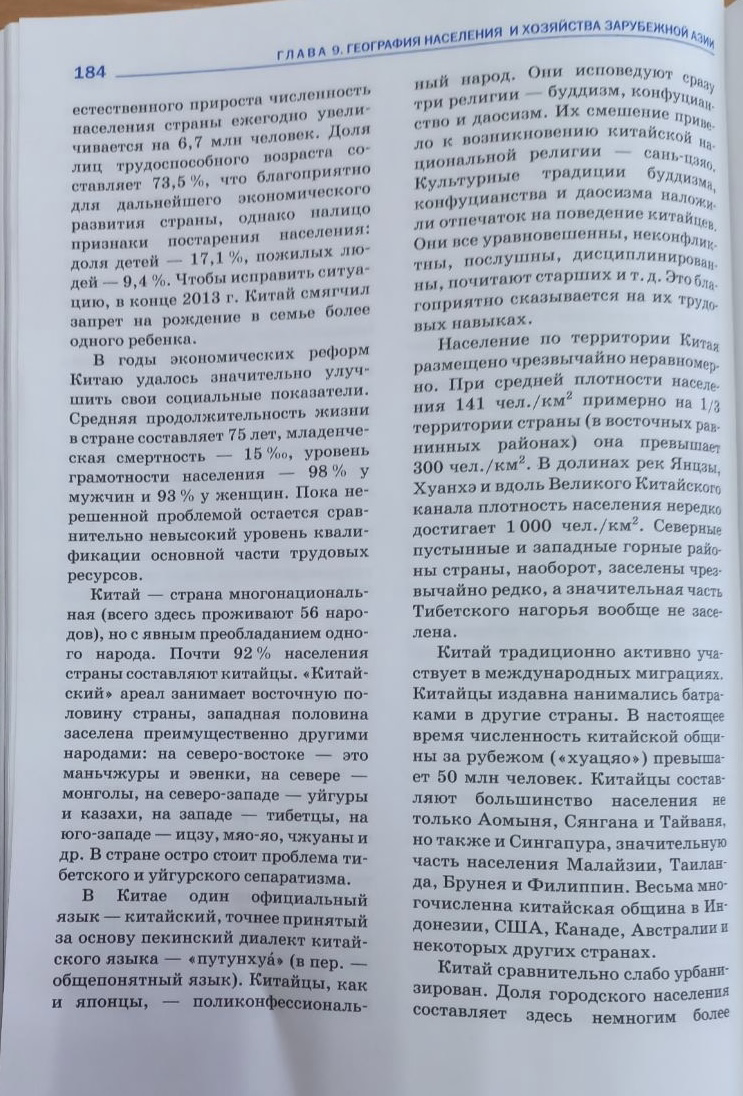 184
ГЛАВА 9. ГЕОГРАФИЯ НАСЕЛЕНИЯ И ХОЗЯЙСТВА ЗАРУБЕЖНОЙ АЗИИ
естественного прироста численность
населения страны ежегодно увели-
чивается на 6,7 млн человек. Доля
лиц трудоспособного возраста со-
ставляет 73,5 %, что благоприятно
для дальнейшего экономического
развития страны, однако налицо
признаки постарения населения:
доля детей — 17,1 %, пожилых лю-
дей — 9,4 %. Чтобы исправить ситуа-
цию, в конце 2013 г. Китай смягчил
запрет на рождение в семье более
одного ребенка.
В годы экономических реформ
Китаю удалось значительно улуч-
шить свои социальные показатели.
Средняя продолжительность жизни
в стране составляет 75 лет, младенче-
ская смертность — 15 ‰, уровень
грамотности населения — 98 % у
мужчин и 93 % у женщин. Пока не-
решенной проблемой остается срав-
нительно невысокий уровень квали-
фикации основной части трудовых
ресурсов.
Китай — страна многонациональ-
ная (всего здесь проживают 56 наро-
дов), но с явным преобладанием одно-
го народа. Почти 92 % населения
страны составляют китайцы. «Китай-
ский» ареал занимает восточную по-
ловину страны, западная половина
заселена преимущественно другими
народами: на северо-востоке — это
маньчжуры и эвенки, на севере —
монголы, на северо-западе — уйгуры
и казахи, на западе — тибетцы, на
юго-западе — ицзу, мяо-яо, чжуаны и
др. В стране остро стоит проблема ти-
бетского и уйгурского сепаратизма.
В Китае один официальный
язык — китайский, точнее принятый
за основу пекинский диалект китай-
ского языка — «путунхуа́» (в пер. —
общепонятный язык). Китайцы, как
и японцы, — поликонфессиональ-
ный народ. Они исповедуют сразу
три религии — буддизм, конфуциан-
ство и даосизм. Их смешение приве-
ло к возникновению китайской на-
циональной религии — сань-цзяо.
Культурные традиции буддизма,
конфуцианства и даосизма наложи-
ли отпечаток на поведение китайцев.
Они все уравновешенны, неконфлик-
тны, послушны, дисциплинирован-
ны, почитают старших и т. д. Это бла-
гоприятно сказывается на их трудо-
вых навыках.
Население по территории Китая
размещено чрезвычайно неравномер-
но. При средней плотности населе-
ния 141 чел./км² примерно на 1/3
территории страны (в восточных рав-
нинных районах) она превышает
300 чел./км². В долинах рек Янцзы,
Хуанхэ и вдоль Великого Китайского
канала плотность населения нередко
достигает 1 000 чел./км². Северные
пустынные и западные горные райо-
ны страны, наоборот, заселены чрез-
вычайно редко, а значительная часть
Тибетского нагорья вообще не засе-
лена.
Китай традиционно активно уча-
ствует в международных миграциях.
Китайцы издавна нанимались батра-
ками в другие страны. В настоящее
время численность китайской общи-
ны за рубежом («хуацяо») превыша-
ет 50 млн человек. Китайцы состав-
ляют большинство населения не
только Аомыня, Сянгана и Тайваня,
но также и Сингапура, значительную
часть населения Малайзии, Таилан-
да, Брунея и Филиппин. Весьма мно-
гочисленна китайская община в Ин-
донезии, США, Канаде, Австралии и
некоторых других странах.
Китай сравнительно слабо урбани-
зирован. Доля городского населения
составляет здесь немногим более